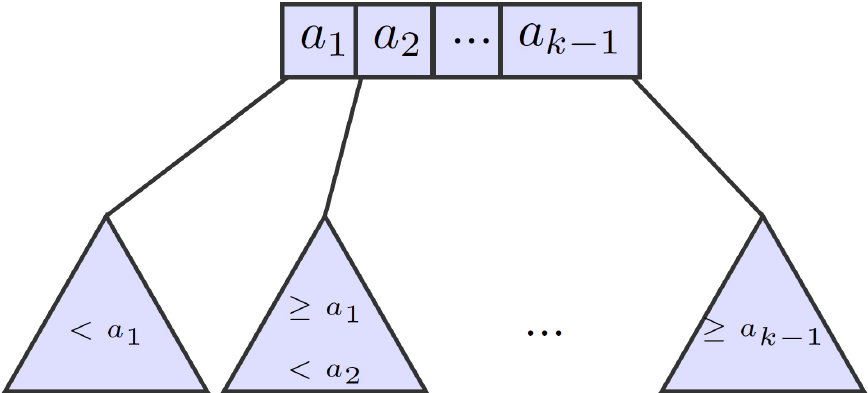 a₁ a₂ ... aₖ₋₁
< a₁
≥ a₁
< a₂
...
≥ aₖ₋₁